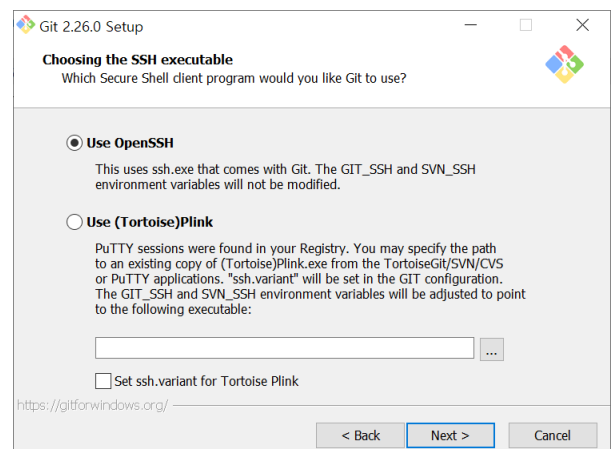 Git 2.26.0 Setup
Choosing the SSH executable
Which Secure Shell client program would you like Git to use?
Use OpenSSH
This uses ssh.exe that comes with Git. The GIT_SSH and SVN_SSH
environment variables will not be modified.
Use (Tortoise)Plink
PuTTY sessions were found in your Registry. You may specify the path
to an existing copy of (Tortoise)Plink.exe from the TortoiseGit/SVN/CVS
or PuTTY applications. "ssh.variant" will be set in the GIT configuration.
The GIT_SSH and SVN_SSH environment variables will be adjusted to point
to the following executable:
...
Set ssh.variant for Tortoise Plink
https://gitforwindows.org/
< Back Next > Cancel